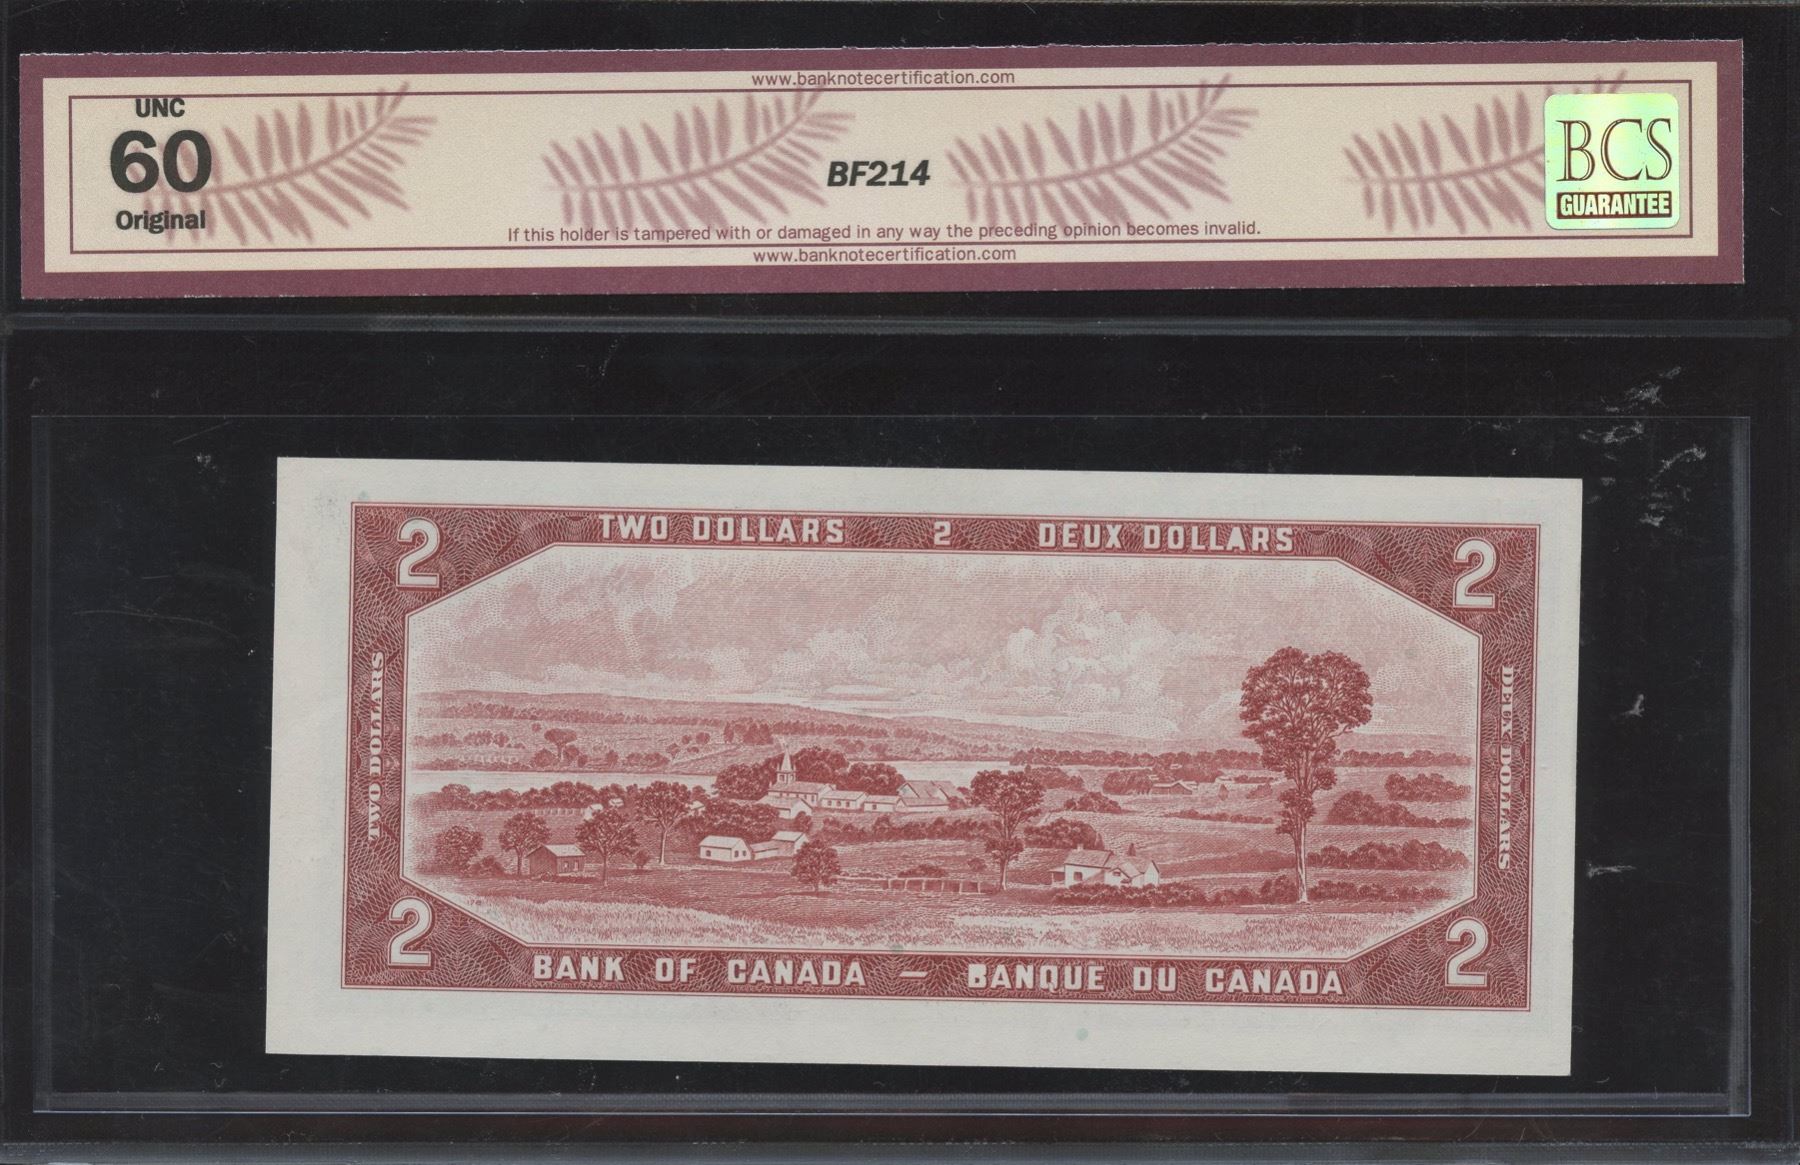 www.banknotecertification.com
UNC
60
Original
BF214
BCS
GUARANTEE
If this holder is tampered with or damaged in any way the preceding opinion becomes invalid.
www.banknotecertification.com
2 TWO DOLLARS 2 DEUX DOLLARS 2
TWO DOLLARS
DEUX DOLLARS
2 BANK OF CANADA — BANQUE DU CANADA 2